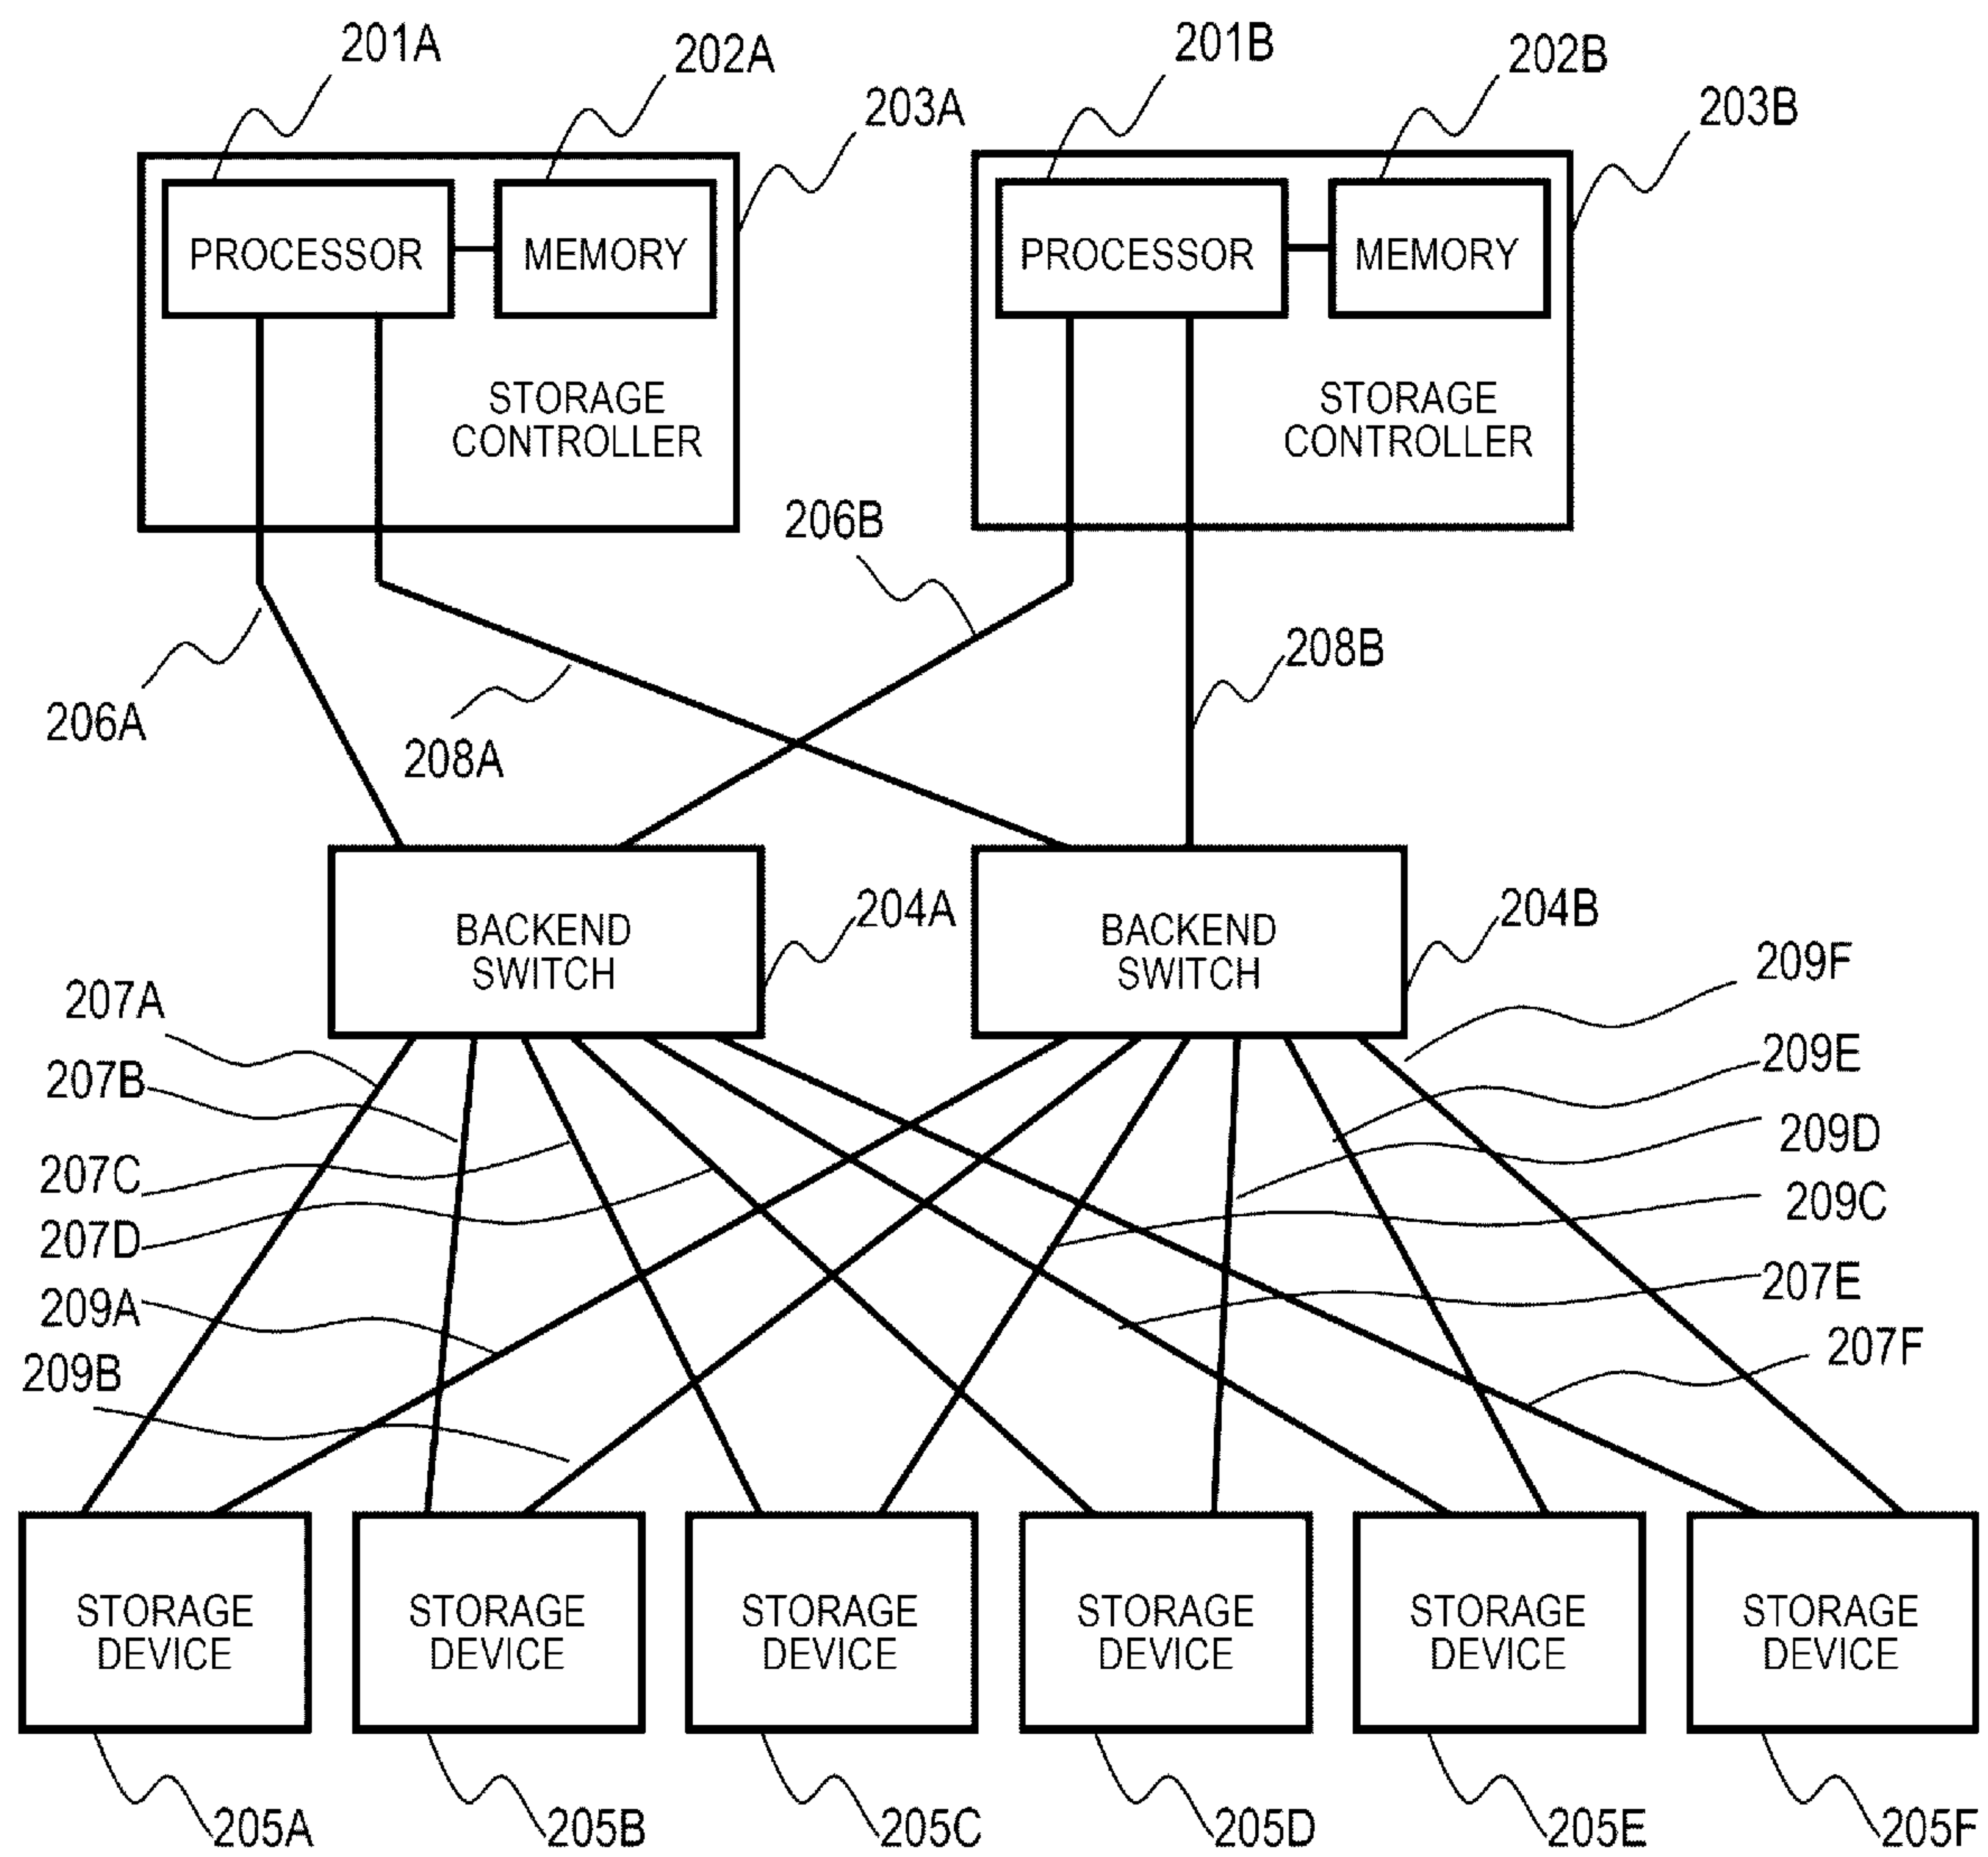 201A
202A
203A
201B
202B
203B
PROCESSOR
MEMORY
STORAGE
CONTROLLER
PROCESSOR
MEMORY
STORAGE
CONTROLLER
206A
208A
206B
208B
BACKEND
SWITCH
204A
BACKEND
SWITCH
204B
207A
207B
207C
207D
209A
209B
209F
209E
209D
209C
207E
207F
STORAGE
DEVICE
STORAGE
DEVICE
STORAGE
DEVICE
STORAGE
DEVICE
STORAGE
DEVICE
STORAGE
DEVICE
205A
205B
205C
205D
205E
205F